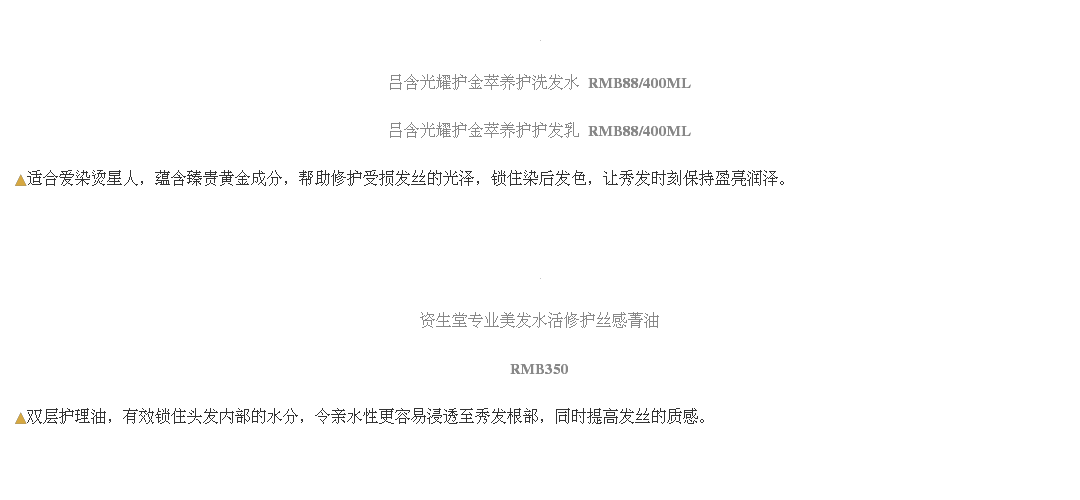 吕含光耀护金萃养护洗发水 RMB88/400ML
吕含光耀护金萃养护护发乳 RMB88/400ML
▲适合爱染烫星人，蕴含臻贵黄金成分，帮助修护受损发丝的光泽，锁住染后发色，让秀发时刻保持盈亮润泽。
资生堂专业美发水活修护丝感菁油
RMB350
▲双层护理油，有效锁住头发内部的水分，令亲水性更容易浸透至秀发根部，同时提高发丝的质感。